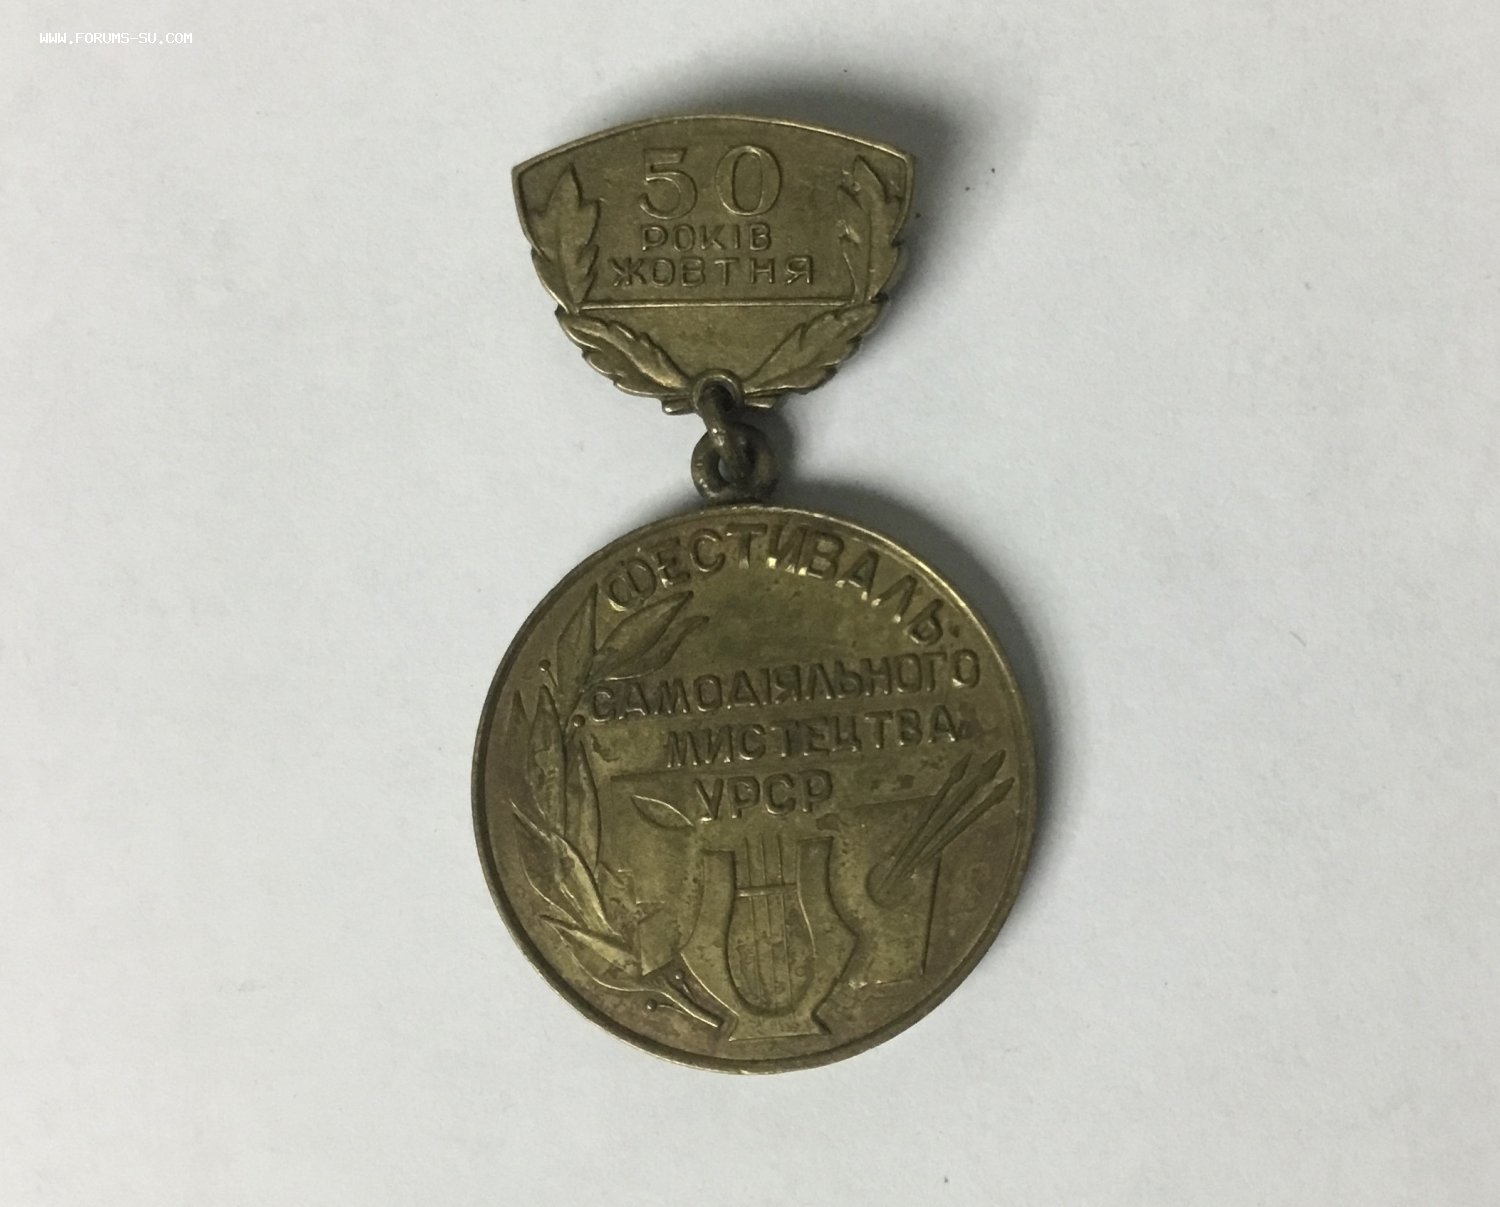 WWW.FORUMS-SU.COM
50
РОКІВ
ЖОВТНЯ
ФЕСТИВАЛЬ
САМОДІЯЛЬНОГО
МИСТЕЦТВА
УРСР